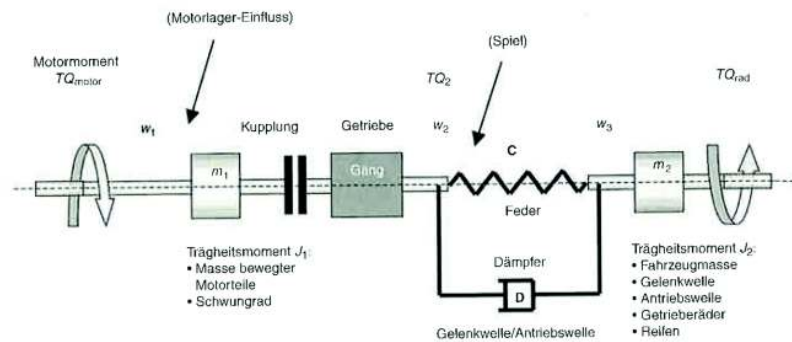 (Motorlager-Einfluss)
(Spiel)
Motormoment
TQmotor
TQ2
TQrad
w1
Kupplung
Getriebe
w2
w3
C
m1
Gang
m2
Feder
Trägheitsmoment J1:
• Masse bewegter
Motorteile
• Schwungrad
Dämpfer
D
Gelenkwelle/Antriebswelle
Trägheitsmoment J2:
• Fahrzeugmasse
• Gelenkwelle
• Antriebswelle
• Getrieberäder
• Reifen